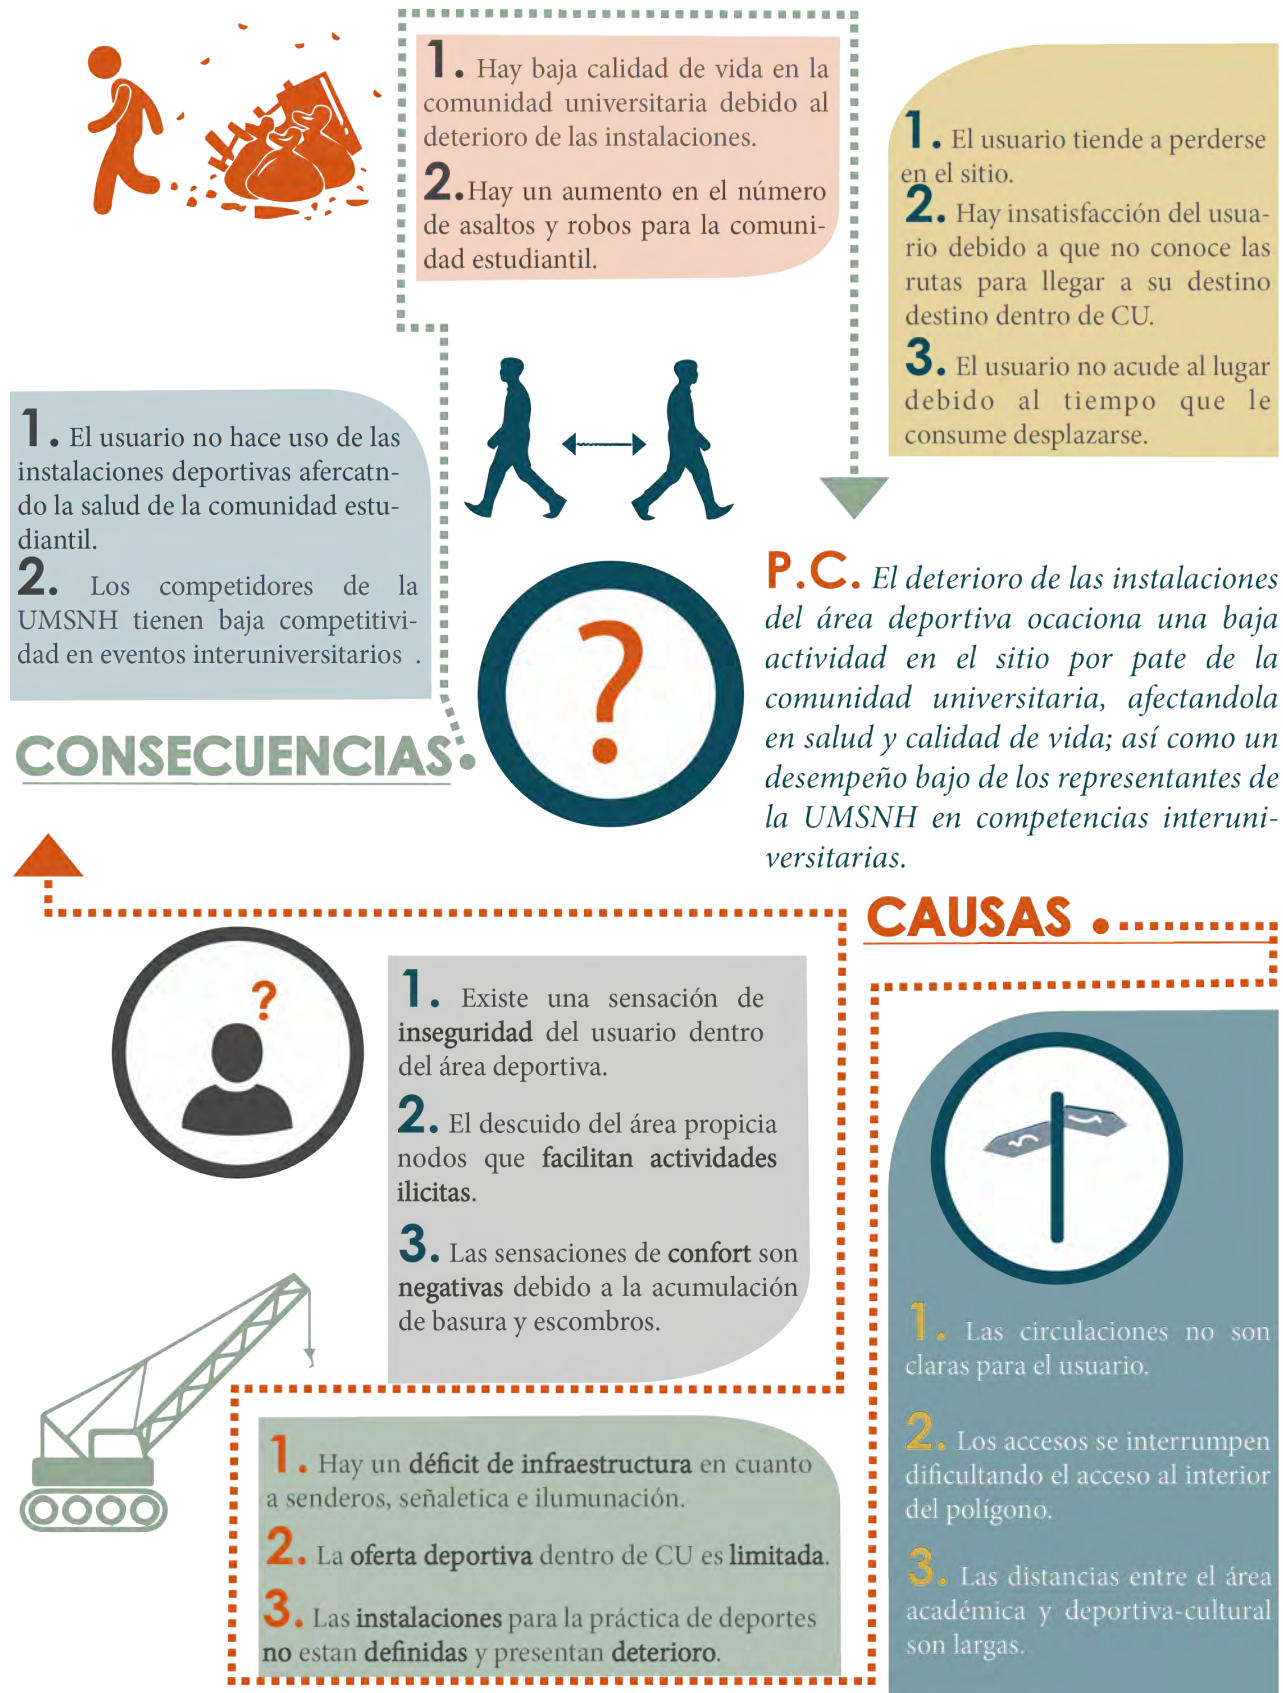 1. Hay baja calidad de vida en la
comunidad universitaria debido al
deterioro de las instalaciones.
2. Hay un aumento en el número
de asaltos y robos para la comuni-
dad estudiantil.
1. El usuario tiende a perderse
en el sitio.
2. Hay insatisfacción del usua-
rio debido a que no conoce las
rutas para llegar a su destino
destino dentro de CU.
3. El usuario no acude al lugar
debido al tiempo que le
consume desplazarse.
1. El usuario no hace uso de las
instalaciones deportivas afercatn-
do la salud de la comunidad estu-
diantil.
2. Los competidores de la
UMSNH tienen baja competitivi-
dad en eventos interuniversitarios .
CONSECUENCIAS
?
P.C. El deterioro de las instalaciones
del área deportiva ocaciona una baja
actividad en el sitio por pate de la
comunidad universitaria, afectandola
en salud y calidad de vida; así como un
desempeño bajo de los representantes de
la UMSNH en competencias interuni-
versitarias.
CAUSAS
?
1. Existe una sensación de
inseguridad del usuario dentro
del área deportiva.
2. El descuido del área propicia
nodos que facilitan actividades
ilicitas.
3. Las sensaciones de confort son
negativas debido a la acumulación
de basura y escombros.
1. Las circulaciones no son
claras para el usuario.
2. Los accesos se interrumpen
dificultando el acceso al interior
del polígono.
3. Las distancias entre el área
académica y deportiva-cultural
son largas.
1. Hay un déficit de infraestructura en cuanto
a senderos, señaletica e ilumunación.
2. La oferta deportiva dentro de CU es limitada.
3. Las instalaciones para la práctica de deportes
no estan definidas y presentan deterioro.